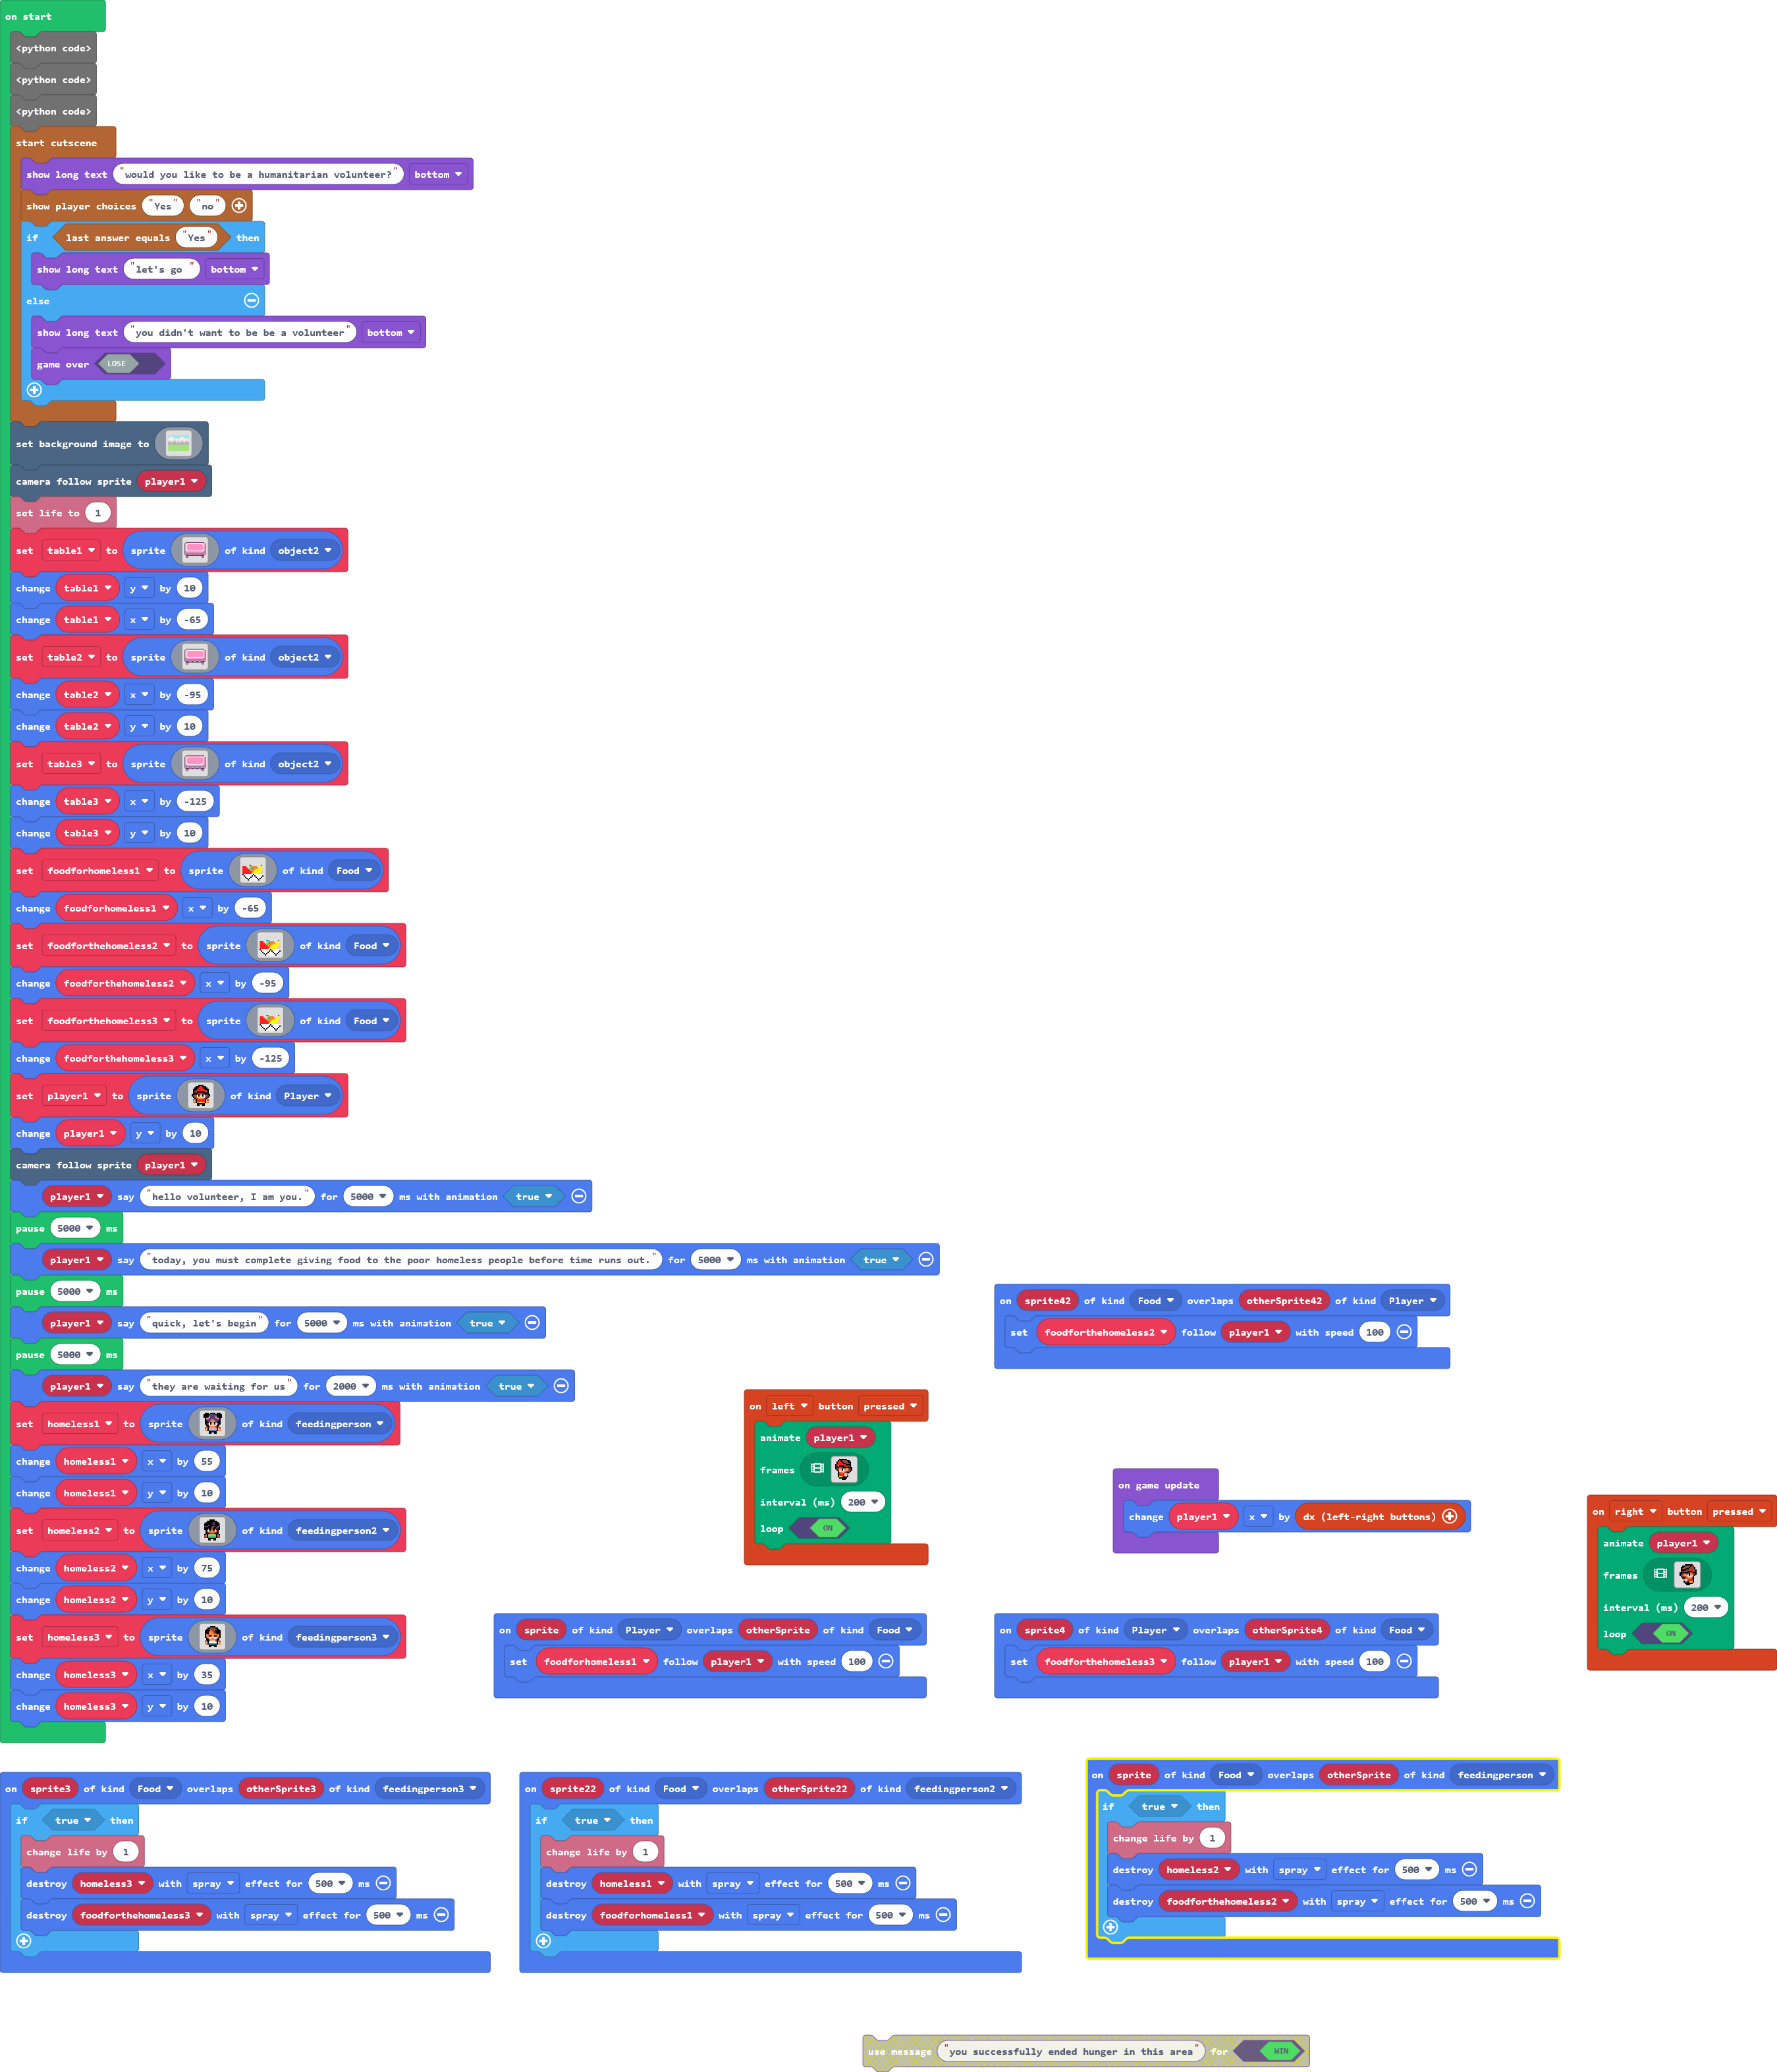 on start
<python code>
<python code>
<python code>
start cutscene
show long text "would you like to be a humanitarian volunteer?" bottom
show player choices "Yes" "no"
if last answer equals "Yes" then
show long text "let's go " bottom
else
show long text "you didn't want to be be a volunteer" bottom
game over LOSE
set background image to
camera follow sprite player1
set life to 1
set table1 to sprite of kind object2
change table1 y by 10
change table1 x by -65
set table2 to sprite of kind object2
change table2 x by -95
change table2 y by 10
set table3 to sprite of kind object2
change table3 x by -125
change table3 y by 10
set foodforhomeless1 to sprite of kind Food
change foodforhomeless1 x by -65
set foodforthehomeless2 to sprite of kind Food
change foodforthehomeless2 x by -95
set foodforthehomeless3 to sprite of kind Food
change foodforthehomeless3 x by -125
set player1 to sprite of kind Player
change player1 y by 10
camera follow sprite player1
player1 say "hello volunteer, I am you." for 5000 ms with animation true
pause 5000 ms
player1 say "today, you must complete giving food to the poor homeless people before time runs out." for 5000 ms with animation true
pause 5000 ms
player1 say "quick, let's begin" for 5000 ms with animation true
pause 5000 ms
player1 say "they are waiting for us" for 2000 ms with animation true
set homeless1 to sprite of kind feedingperson
change homeless1 x by 55
change homeless1 y by 10
set homeless2 to sprite of kind feedingperson2
change homeless2 x by 75
change homeless2 y by 10
set homeless3 to sprite of kind feedingperson3
change homeless3 x by 35
change homeless3 y by 10
on sprite42 of kind Food overlaps otherSprite42 of kind Player
set foodforthehomeless2 follow player1 with speed 100
on left button pressed
animate player1
frames
interval (ms) 200
loop ON
on game update
change player1 x by dx (left-right buttons)
on right button pressed
animate player1
frames
interval (ms) 200
loop ON
on sprite of kind Player overlaps otherSprite of kind Food
set foodforhomeless1 follow player1 with speed 100
on sprite4 of kind Player overlaps otherSprite4 of kind Food
set foodforthehomeless3 follow player1 with speed 100
on sprite3 of kind Food overlaps otherSprite3 of kind feedingperson3
if true then
change life by 1
destroy homeless3 with spray effect for 500 ms
destroy foodforthehomeless3 with spray effect for 500 ms
on sprite22 of kind Food overlaps otherSprite22 of kind feedingperson2
if true then
change life by 1
destroy homeless1 with spray effect for 500 ms
destroy foodforhomeless1 with spray effect for 500 ms
on sprite of kind Food overlaps otherSprite of kind feedingperson
if true then
change life by 1
destroy homeless2 with spray effect for 500 ms
destroy foodforthehomeless2 with spray effect for 500 ms
use message "you successfully ended hunger in this area" for WIN